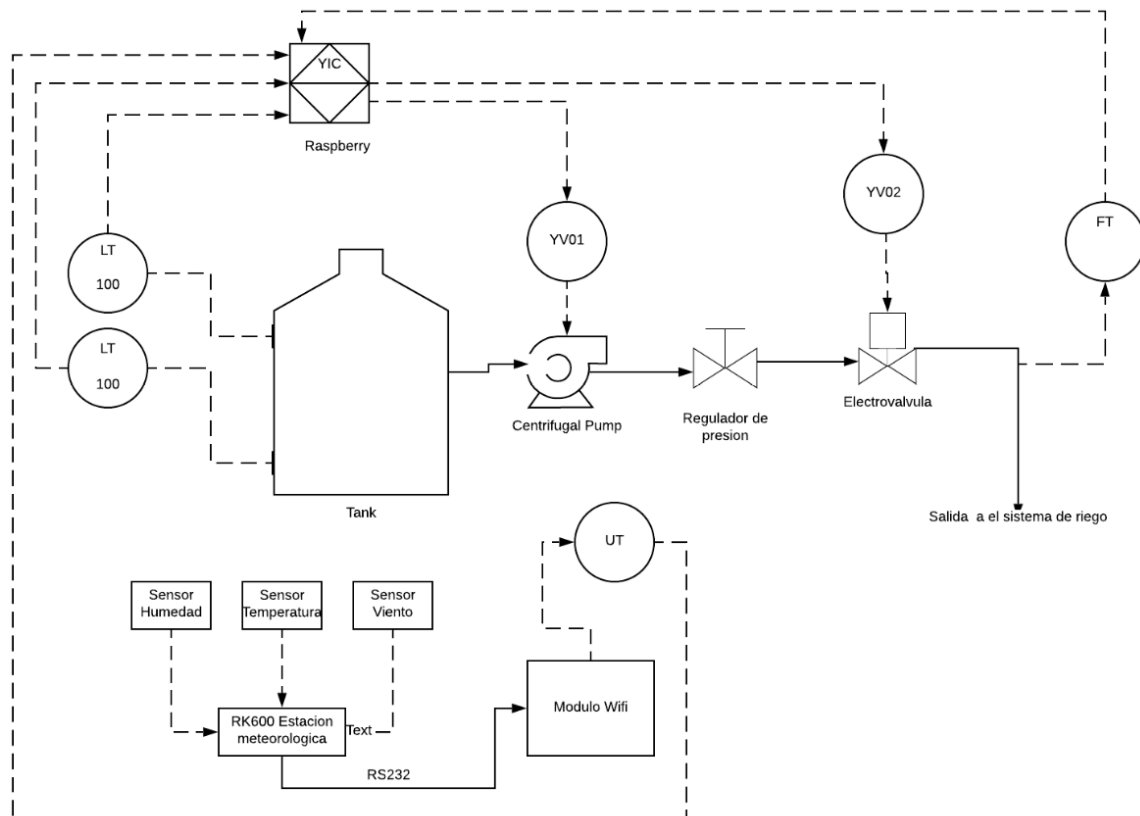 YIC
Raspberry
YV02
LT
100
YV01
FT
LT
100
Centrifugal Pump
Regulador de
presion
Electrovalvula
Tank
Salida a el sistema de riego
UT
Sensor
Humedad
Sensor
Temperatura
Sensor
Viento
RK600 Estacion
meteorologica
Text
Modulo Wifi
RS232